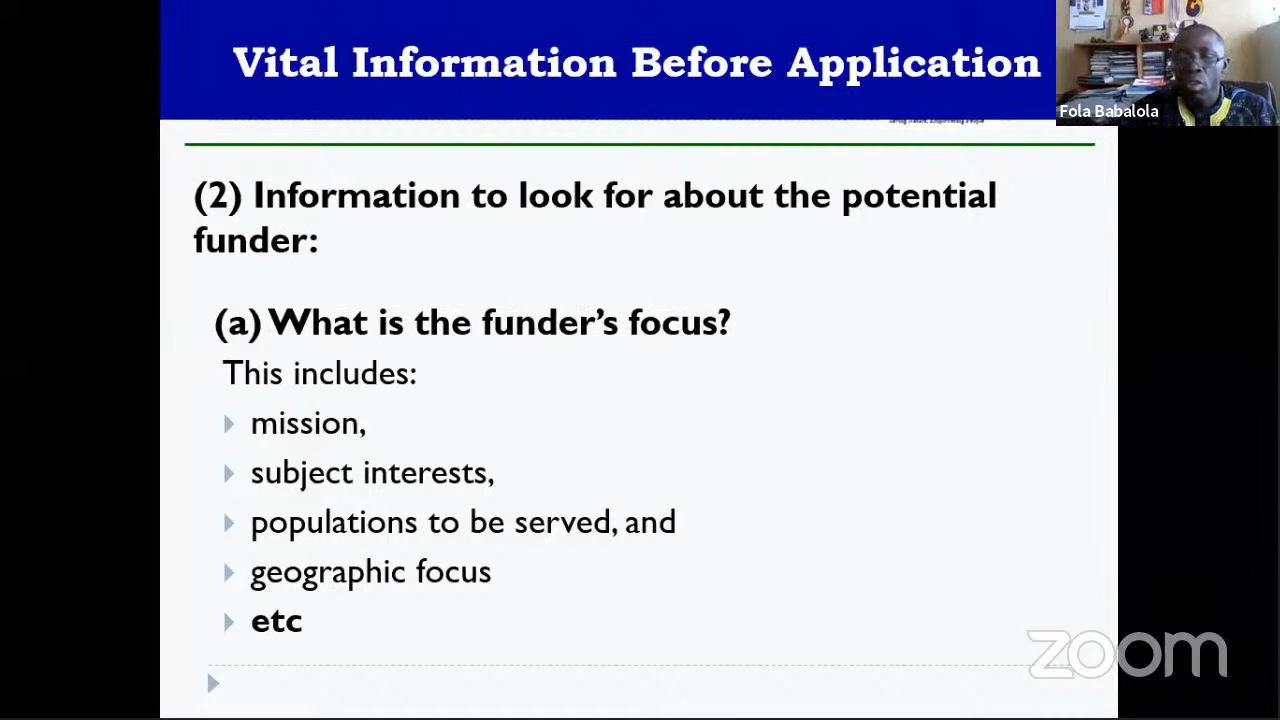 Vital Information Before Application
Fola Babalola
(2) Information to look for about the potential
funder:
(a) What is the funder's focus?
This includes:
mission,
subject interests,
populations to be served, and
geographic focus
etc
zoom